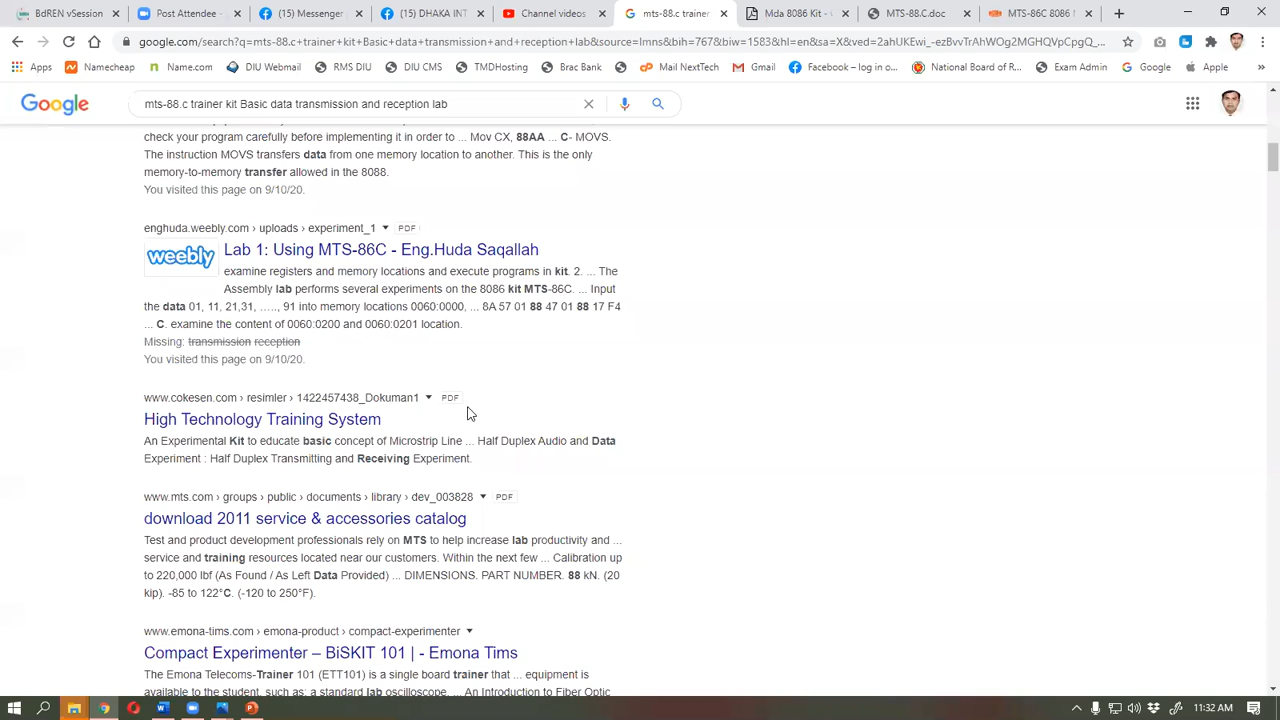 BdREN vSession
Post Attendee -
(15) Messenger
(15) DHAKA INT
Channel videos
mts-88.c trainer
Mda 8086 Kit -
MTS-88.C.doc
MTS-86C 8086
google.com/search?q=mts-88.c+trainer+kit+Basic+data+transmission+and+reception+lab&source=lmns&bih=767&biw=1583&hl=en&sa=X&ved=2ahUKEwi_-ezBvvTrAhWOg2MGHQVpCpgQ_...
Apps
Namecheap
Name.com
DIU Webmail
RMS DIU
DIU CMS
TMDHosting
Brac Bank
Mail NextTech
Gmail
Facebook – log in o...
National Board of R...
Exam Admin
Google
Apple
»
Google
mts-88.c trainer kit Basic data transmission and reception lab
check your program carefully before implementing it in order to ... Mov CX, 88AA ... C- MOVS.
The instruction MOVS transfers data from one memory location to another. This is the only
memory-to-memory transfer allowed in the 8088.
You visited this page on 9/10/20.
enghuda.weebly.com › uploads › experiment_1 PDF
weebly
Lab 1: Using MTS-86C - Eng.Huda Saqallah
examine registers and memory locations and execute programs in kit. 2. ... The
Assembly lab performs several experiments on the 8086 kit MTS-86C. ... Input
the data 01, 11, 21,31, ....., 91 into memory locations 0060:0000, ... 8A 57 01 88 47 01 88 17 F4
... C. examine the content of 0060:0200 and 0060:0201 location.
Missing: transmission reception
You visited this page on 9/10/20.
www.cokesen.com › resimler › 1422457438_Dokuman1 PDF
High Technology Training System
An Experimental Kit to educate basic concept of Microstrip Line ... Half Duplex Audio and Data
Experiment : Half Duplex Transmitting and Receiving Experiment.
www.mts.com › groups › public › documents › library › dev_003828 PDF
download 2011 service & accessories catalog
Test and product development professionals rely on MTS to help increase lab productivity and ...
service and training resources located near our customers. Within the next few ... Calibration up
to 220,000 lbf (As Found / As Left Data Provided) ... DIMENSIONS. PART NUMBER. 88 kN. (20
kip). -85 to 122°C. (-120 to 250°F).
www.emona-tims.com › emona-product › compact-experimenter
Compact Experimenter – BiSKIT 101 | - Emona Tims
The Emona Telecoms-Trainer 101 (ETT101) is a single board trainer that ... equipment is
available to the student, such as: a standard lab oscilloscope. ... An Introduction to Fiber Optic
11:32 AM